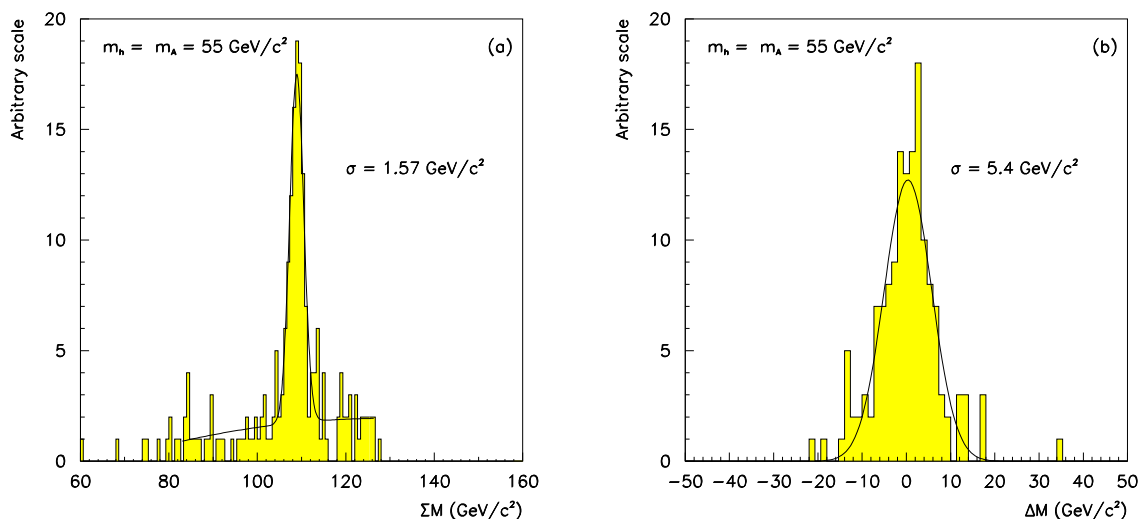 20
15
10
5
0
Arbitrary scale
mₕ = m_A = 55 GeV/c²
(a)
σ = 1.57 GeV/c²
60 80 100 120 140 160
ΣM (GeV/c²)
20
15
10
5
0
Arbitrary scale
mₕ = m_A = 55 GeV/c²
(b)
σ = 5.4 GeV/c²
−50 −40 −30 −20 −10 0 10 20 30 40 50
ΔM (GeV/c²)